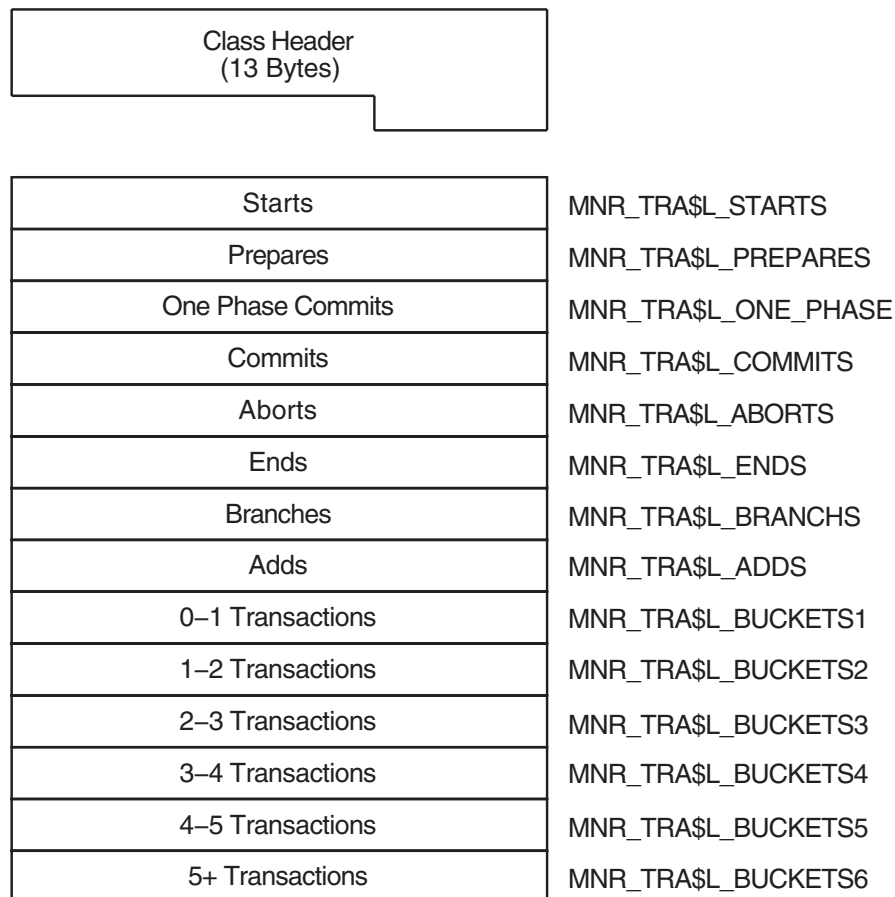 Class Header
(13 Bytes)
Starts MNR_TRA$L_STARTS
Prepares MNR_TRA$L_PREPARES
One Phase Commits MNR_TRA$L_ONE_PHASE
Commits MNR_TRA$L_COMMITS
Aborts MNR_TRA$L_ABORTS
Ends MNR_TRA$L_ENDS
Branches MNR_TRA$L_BRANCHS
Adds MNR_TRA$L_ADDS
0–1 Transactions MNR_TRA$L_BUCKETS1
1–2 Transactions MNR_TRA$L_BUCKETS2
2–3 Transactions MNR_TRA$L_BUCKETS3
3–4 Transactions MNR_TRA$L_BUCKETS4
4–5 Transactions MNR_TRA$L_BUCKETS5
5+ Transactions MNR_TRA$L_BUCKETS6